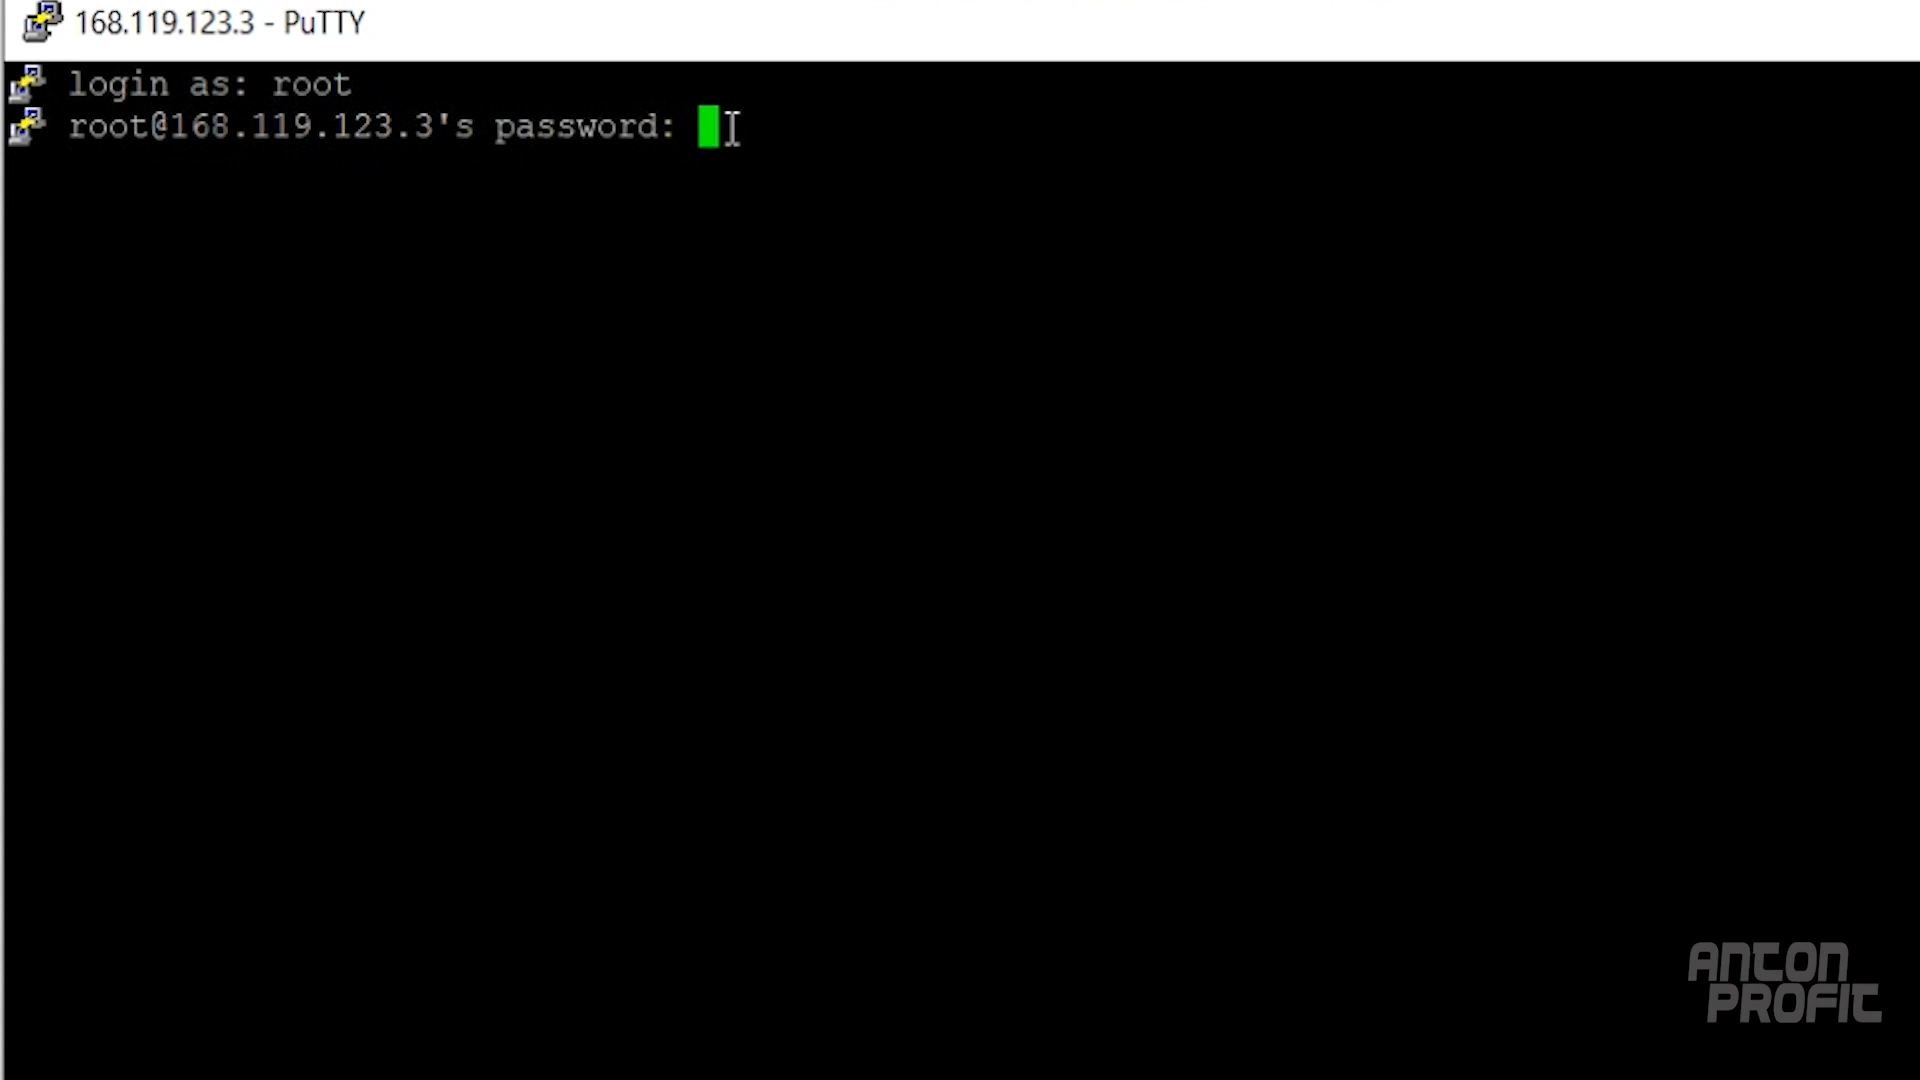 168.119.123.3 - PuTTY
login as: root
root@168.119.123.3's password:
ANTON
PROFIT